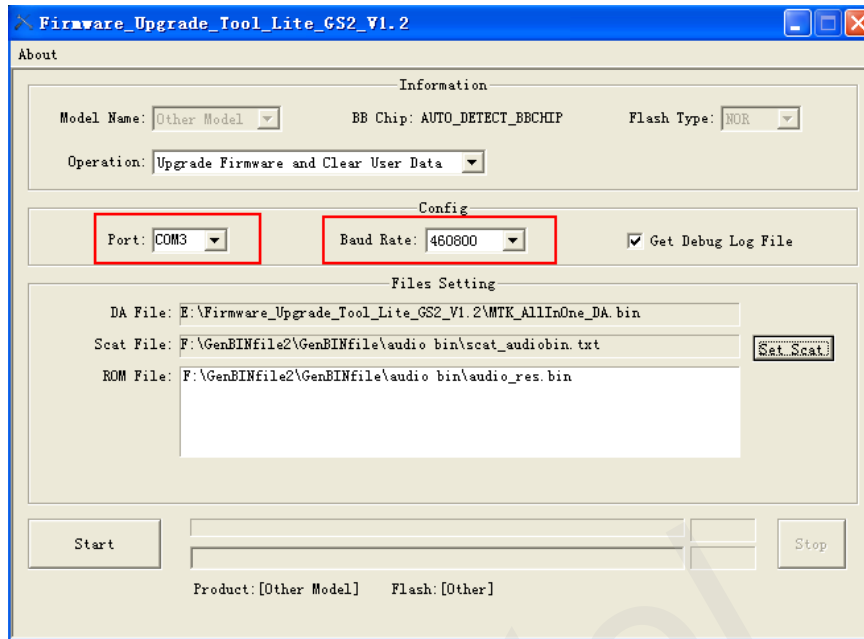 Firmware_Upgrade_Tool_Lite_GS2_V1.2
About
Information
Model Name: Other Model BB Chip: AUTO_DETECT_BBCHIP Flash Type: NOR
Operation: Upgrade Firmware and Clear User Data
Config
Port: COM3 Baud Rate: 460800 Get Debug Log File
Files Setting
DA File: E:\Firmware_Upgrade_Tool_Lite_GS2_V1.2\MTK_AllInOne_DA.bin
Scat File: F:\GenBINfile2\GenBINfile\audio bin\scat_audiobin.txt Set Scat
ROM File: F:\GenBINfile2\GenBINfile\audio bin\audio_res.bin
Start Stop
Product:[Other Model] Flash:[Other]